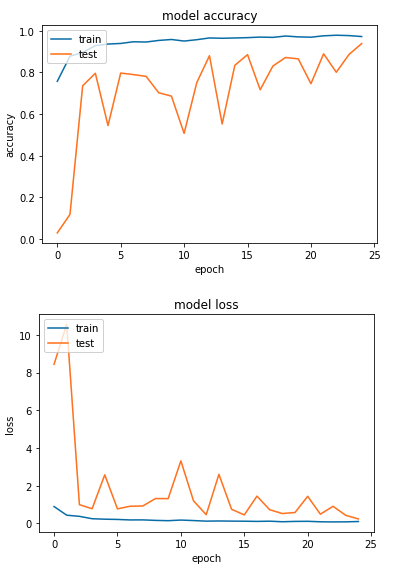 model accuracy
1.0
0.8
0.6
0.4
0.2
0.0
accuracy
train
test
0 5 10 15 20 25
epoch
model loss
10
8
6
4
2
0
loss
train
test
0 5 10 15 20 25
epoch